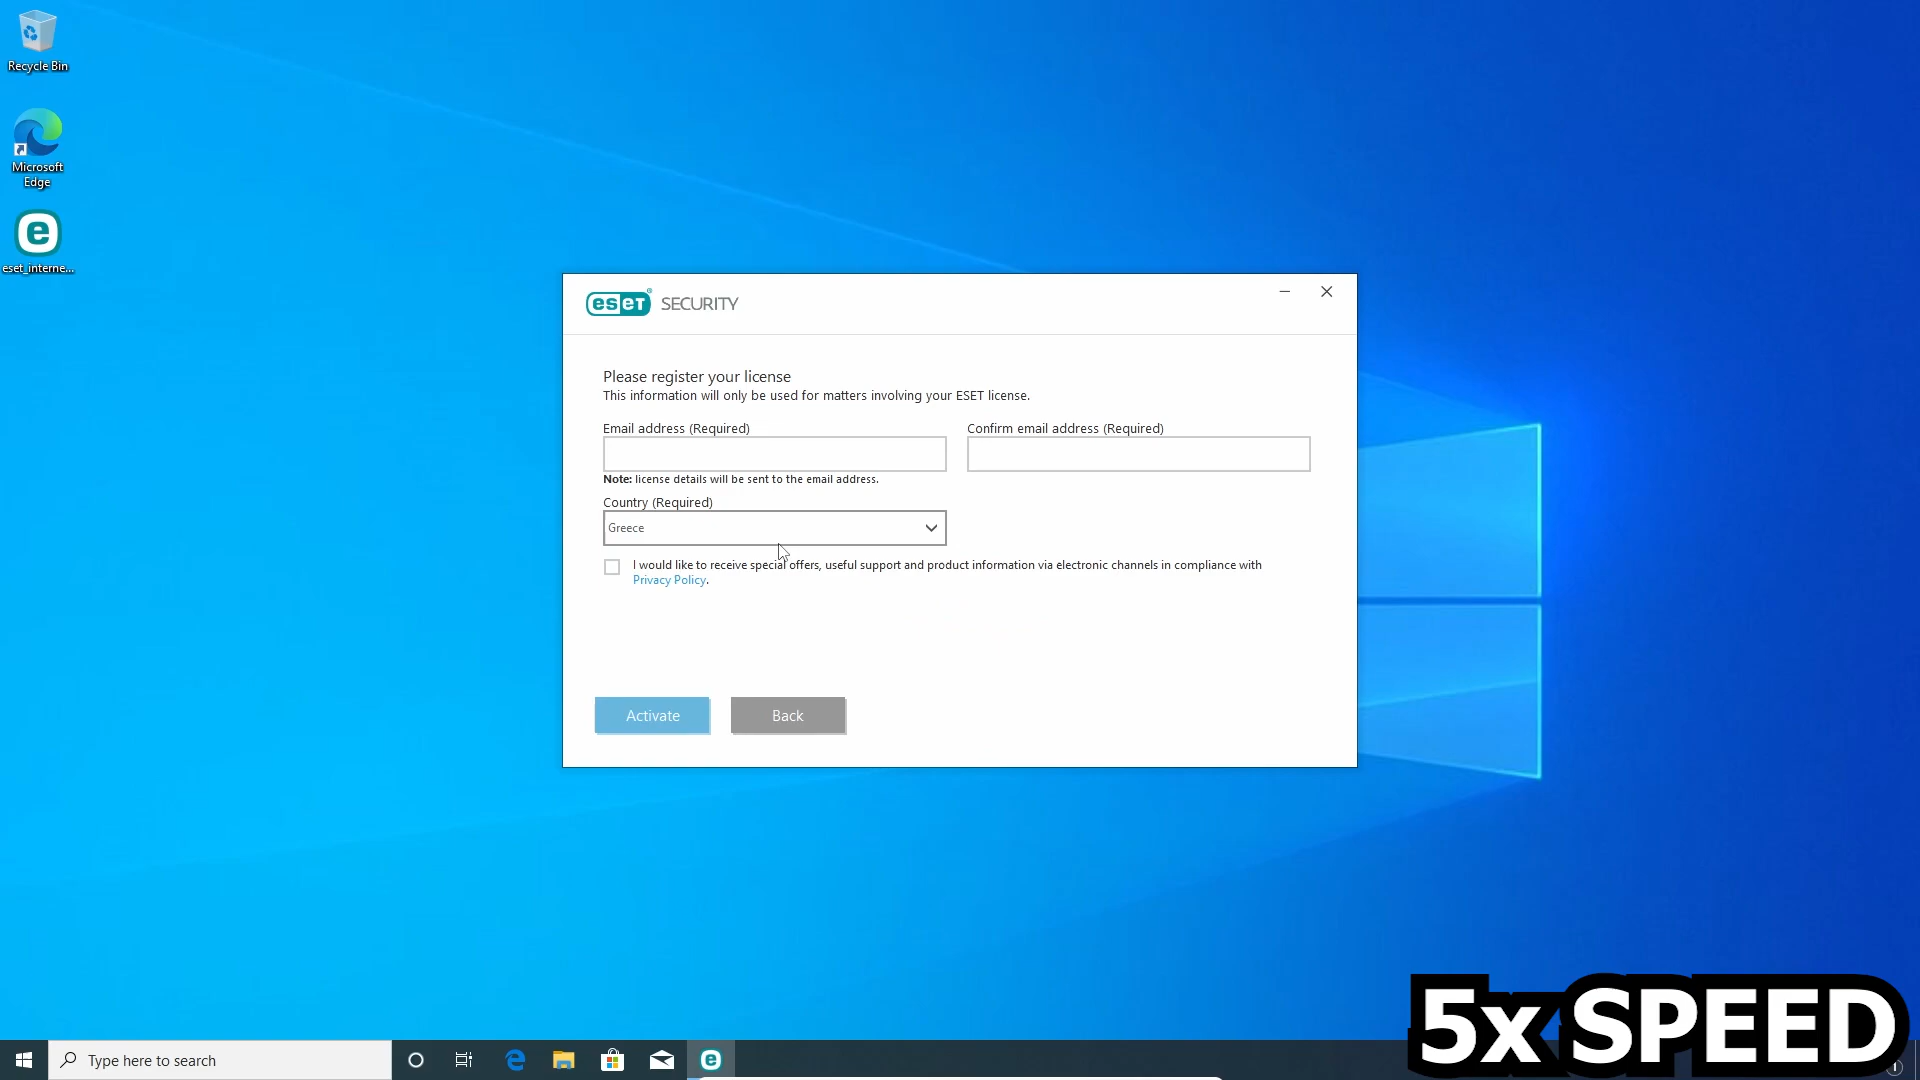 Recycle Bin
Microsoft
Edge
eset_interne...
eseT® SECURITY
Please register your license
This information will only be used for matters involving your ESET license.
Email address (Required)
Confirm email address (Required)
Note: license details will be sent to the email address.
Country (Required)
Greece
I would like to receive special offers, useful support and product information via electronic channels in compliance with
Privacy Policy.
Activate
Back
5x SPEED
Type here to search